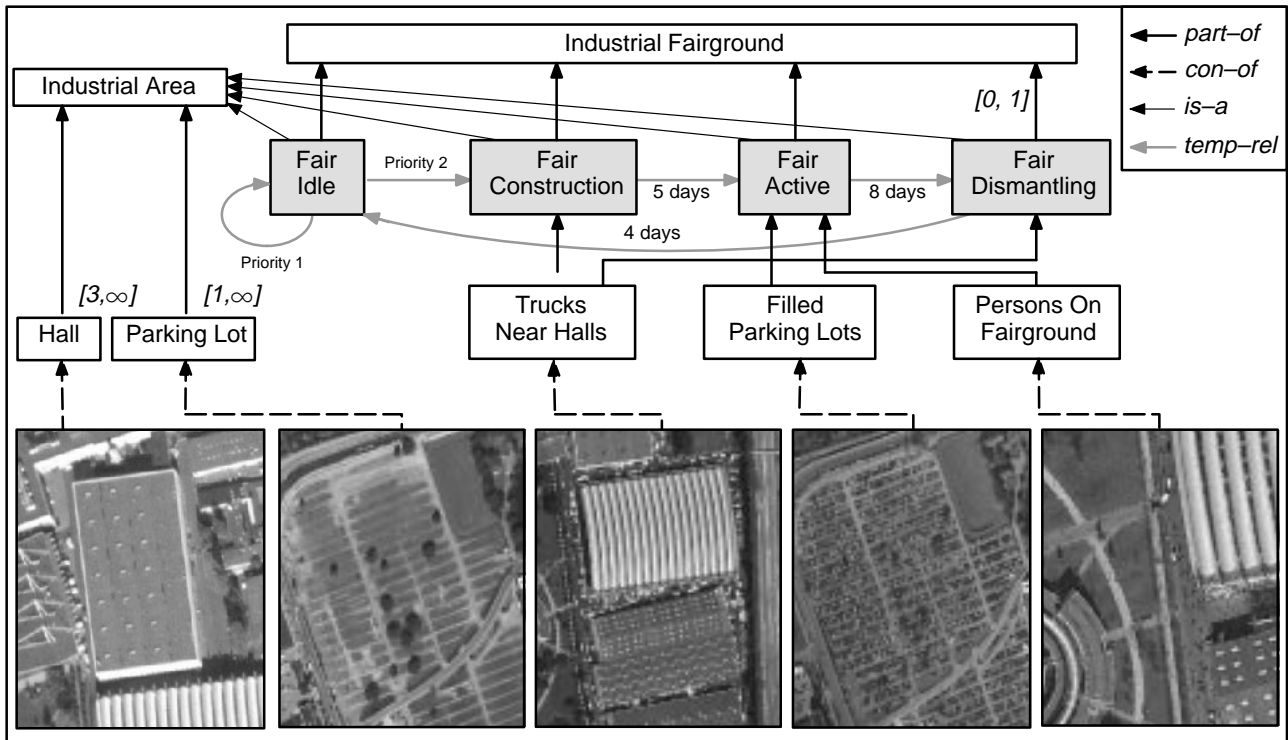 Industrial Fairground
part–of
con–of
is–a
temp–rel
Industrial Area
[0, 1]
Fair
Idle
Priority 2
Fair
Construction
5 days
Fair
Active
8 days
Fair
Dismantling
4 days
Priority 1
[3,∞]
[1,∞]
Hall
Parking Lot
Trucks
Near Halls
Filled
Parking Lots
Persons On
Fairground